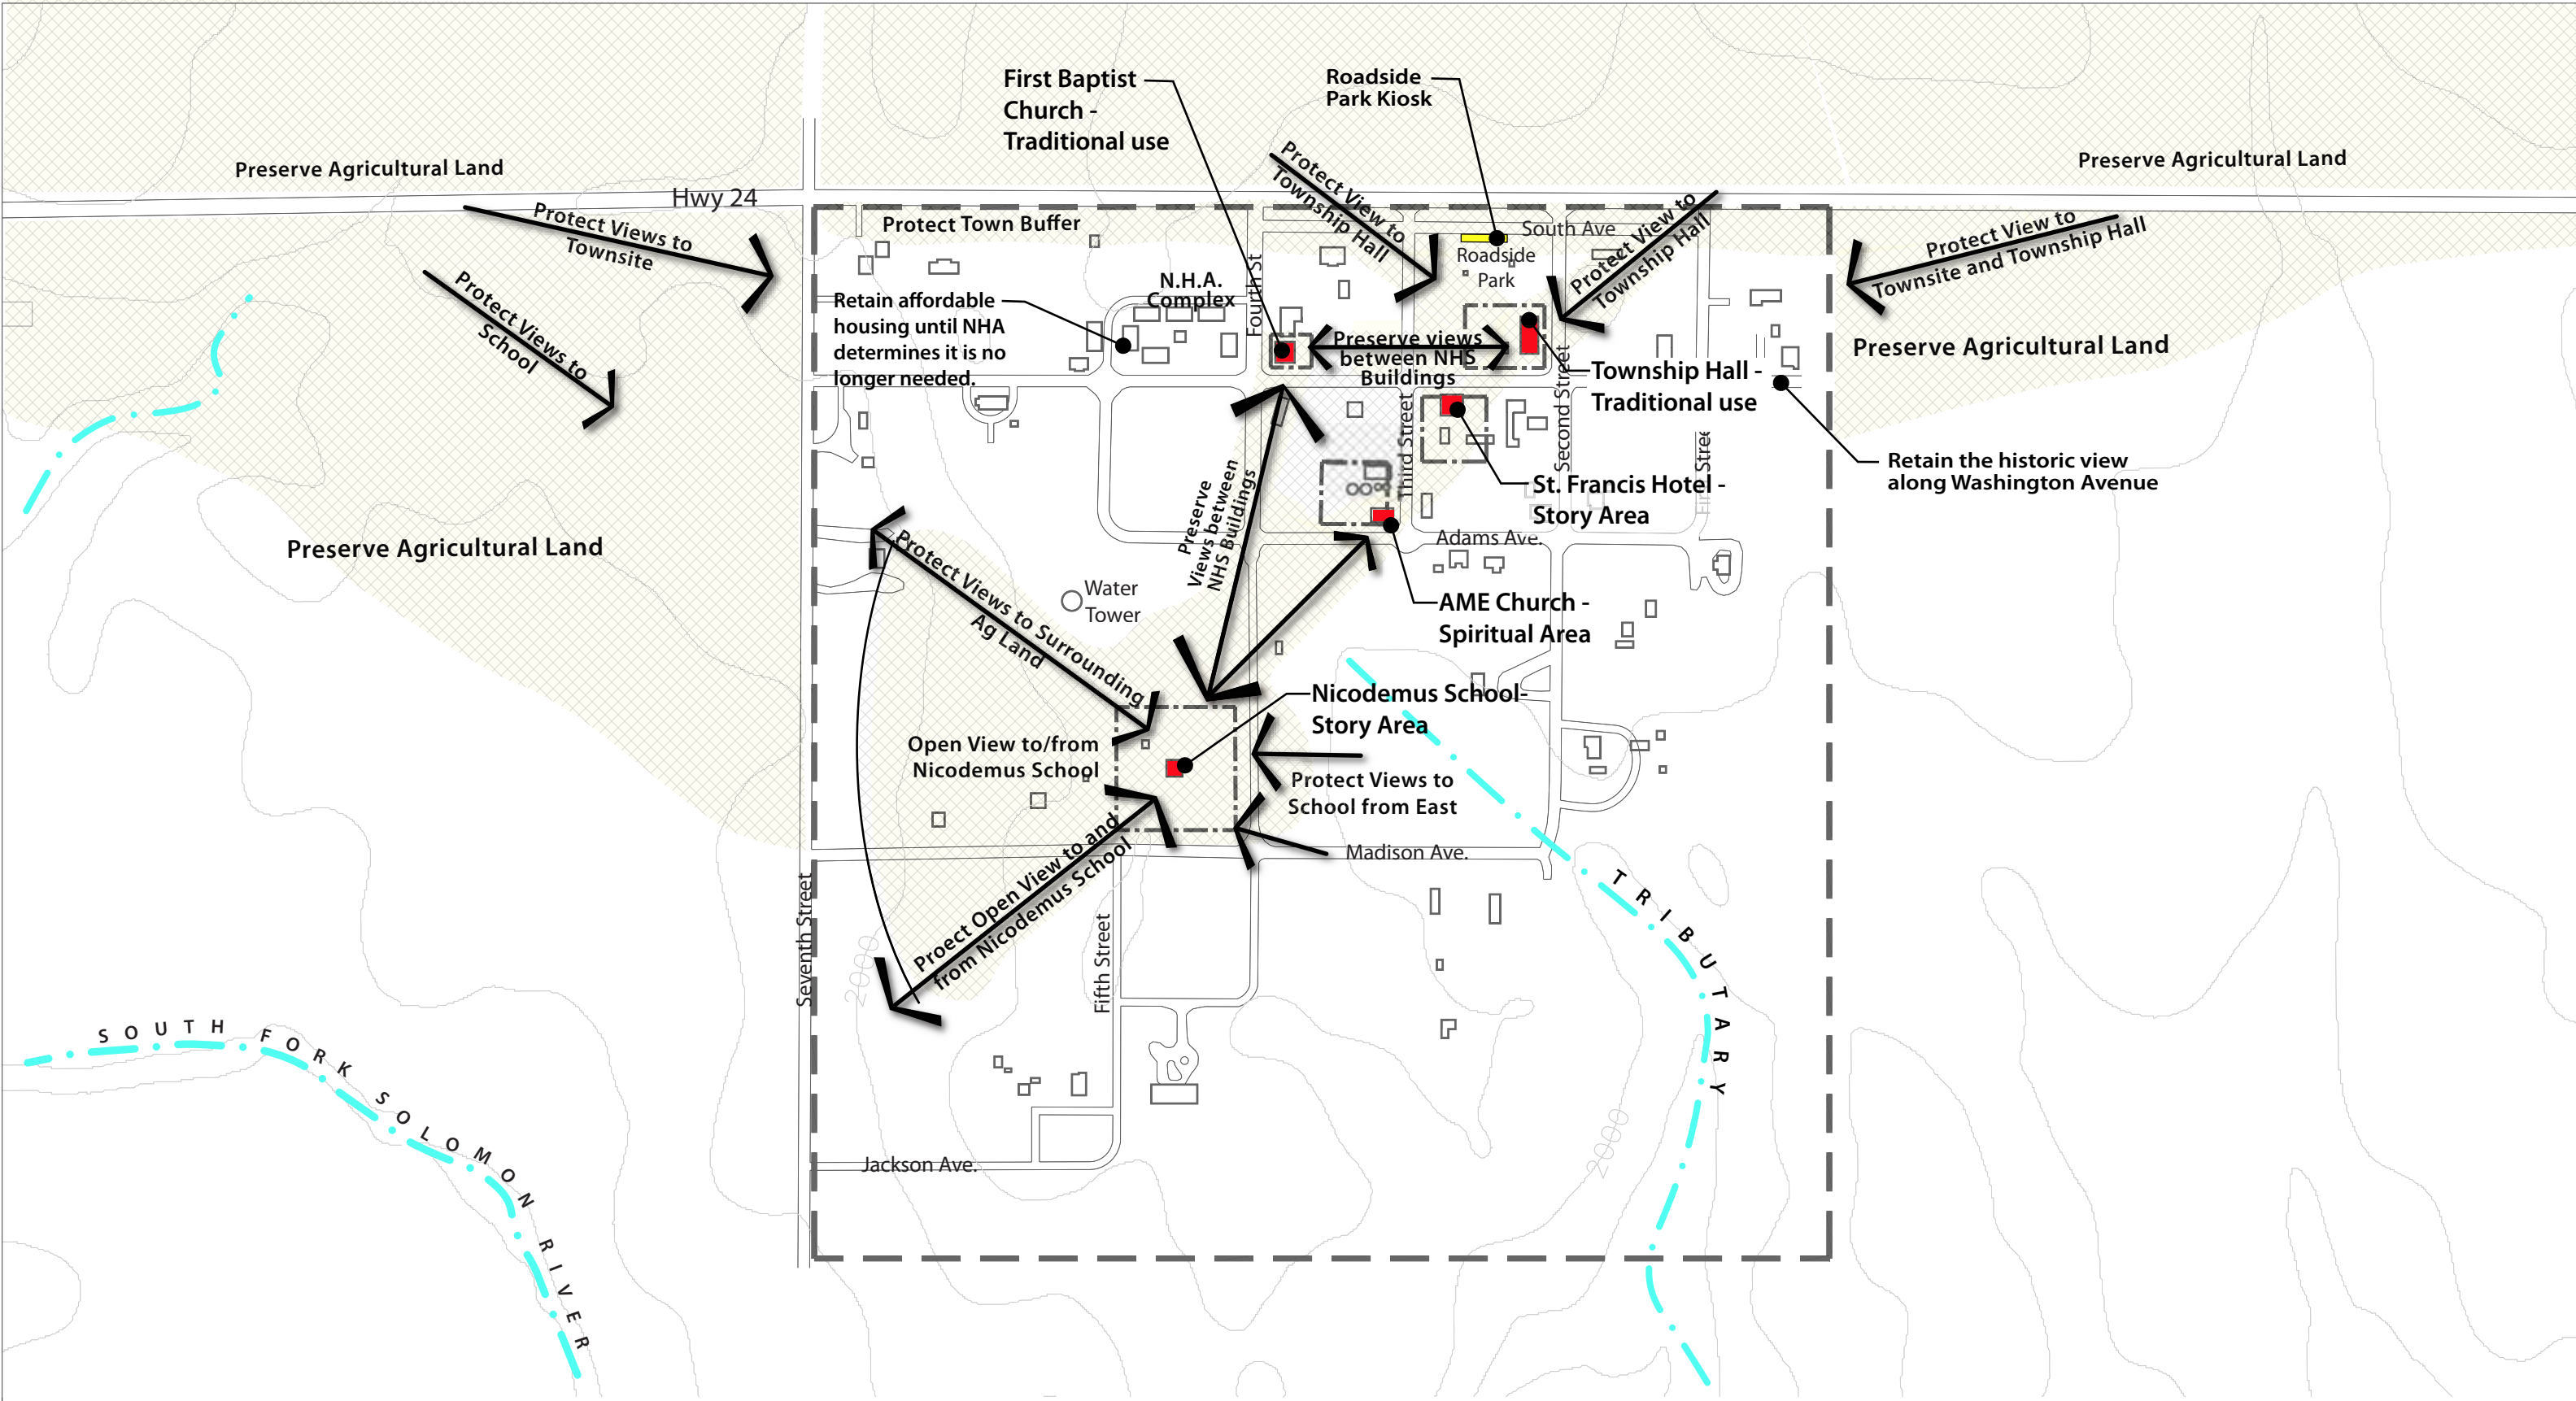 First Baptist
Church -
Traditional use
Roadside
Park Kiosk
Preserve Agricultural Land
Preserve Agricultural Land
Hwy 24
Protect Views to
Townsite
Protect Views to
School
Protect Town Buffer
Protect View to
Township Hall
South Ave
Roadside
Park
Protect View to
Township Hall
Protect View to
Townsite and Township Hall
N.H.A.
Complex
Fourth St
Retain affordable
housing until NHA
determines it is no
longer needed.
Preserve views
between NHS
Buildings
Township Hall -
Traditional use
Preserve Agricultural Land
Third Street
Second Street
Retain the historic view
along Washington Avenue
St. Francis Hotel -
Story Area
Preserve
Views between
NHS Buildings
Preserve Agricultural Land
Adams Ave.
Protect Views to Surrounding
Ag Land
Water
Tower
AME Church -
Spiritual Area
Nicodemus School-
Story Area
Open View to/from
Nicodemus School
Protect Views to
School from East
Madison Ave.
Proect Open View to and
from Nicodemus School
Seventh Street
Fifth Street
2000
TRIBUTARY
SOUTH FORK SOLOMON RIVER
2000
Jackson Ave.